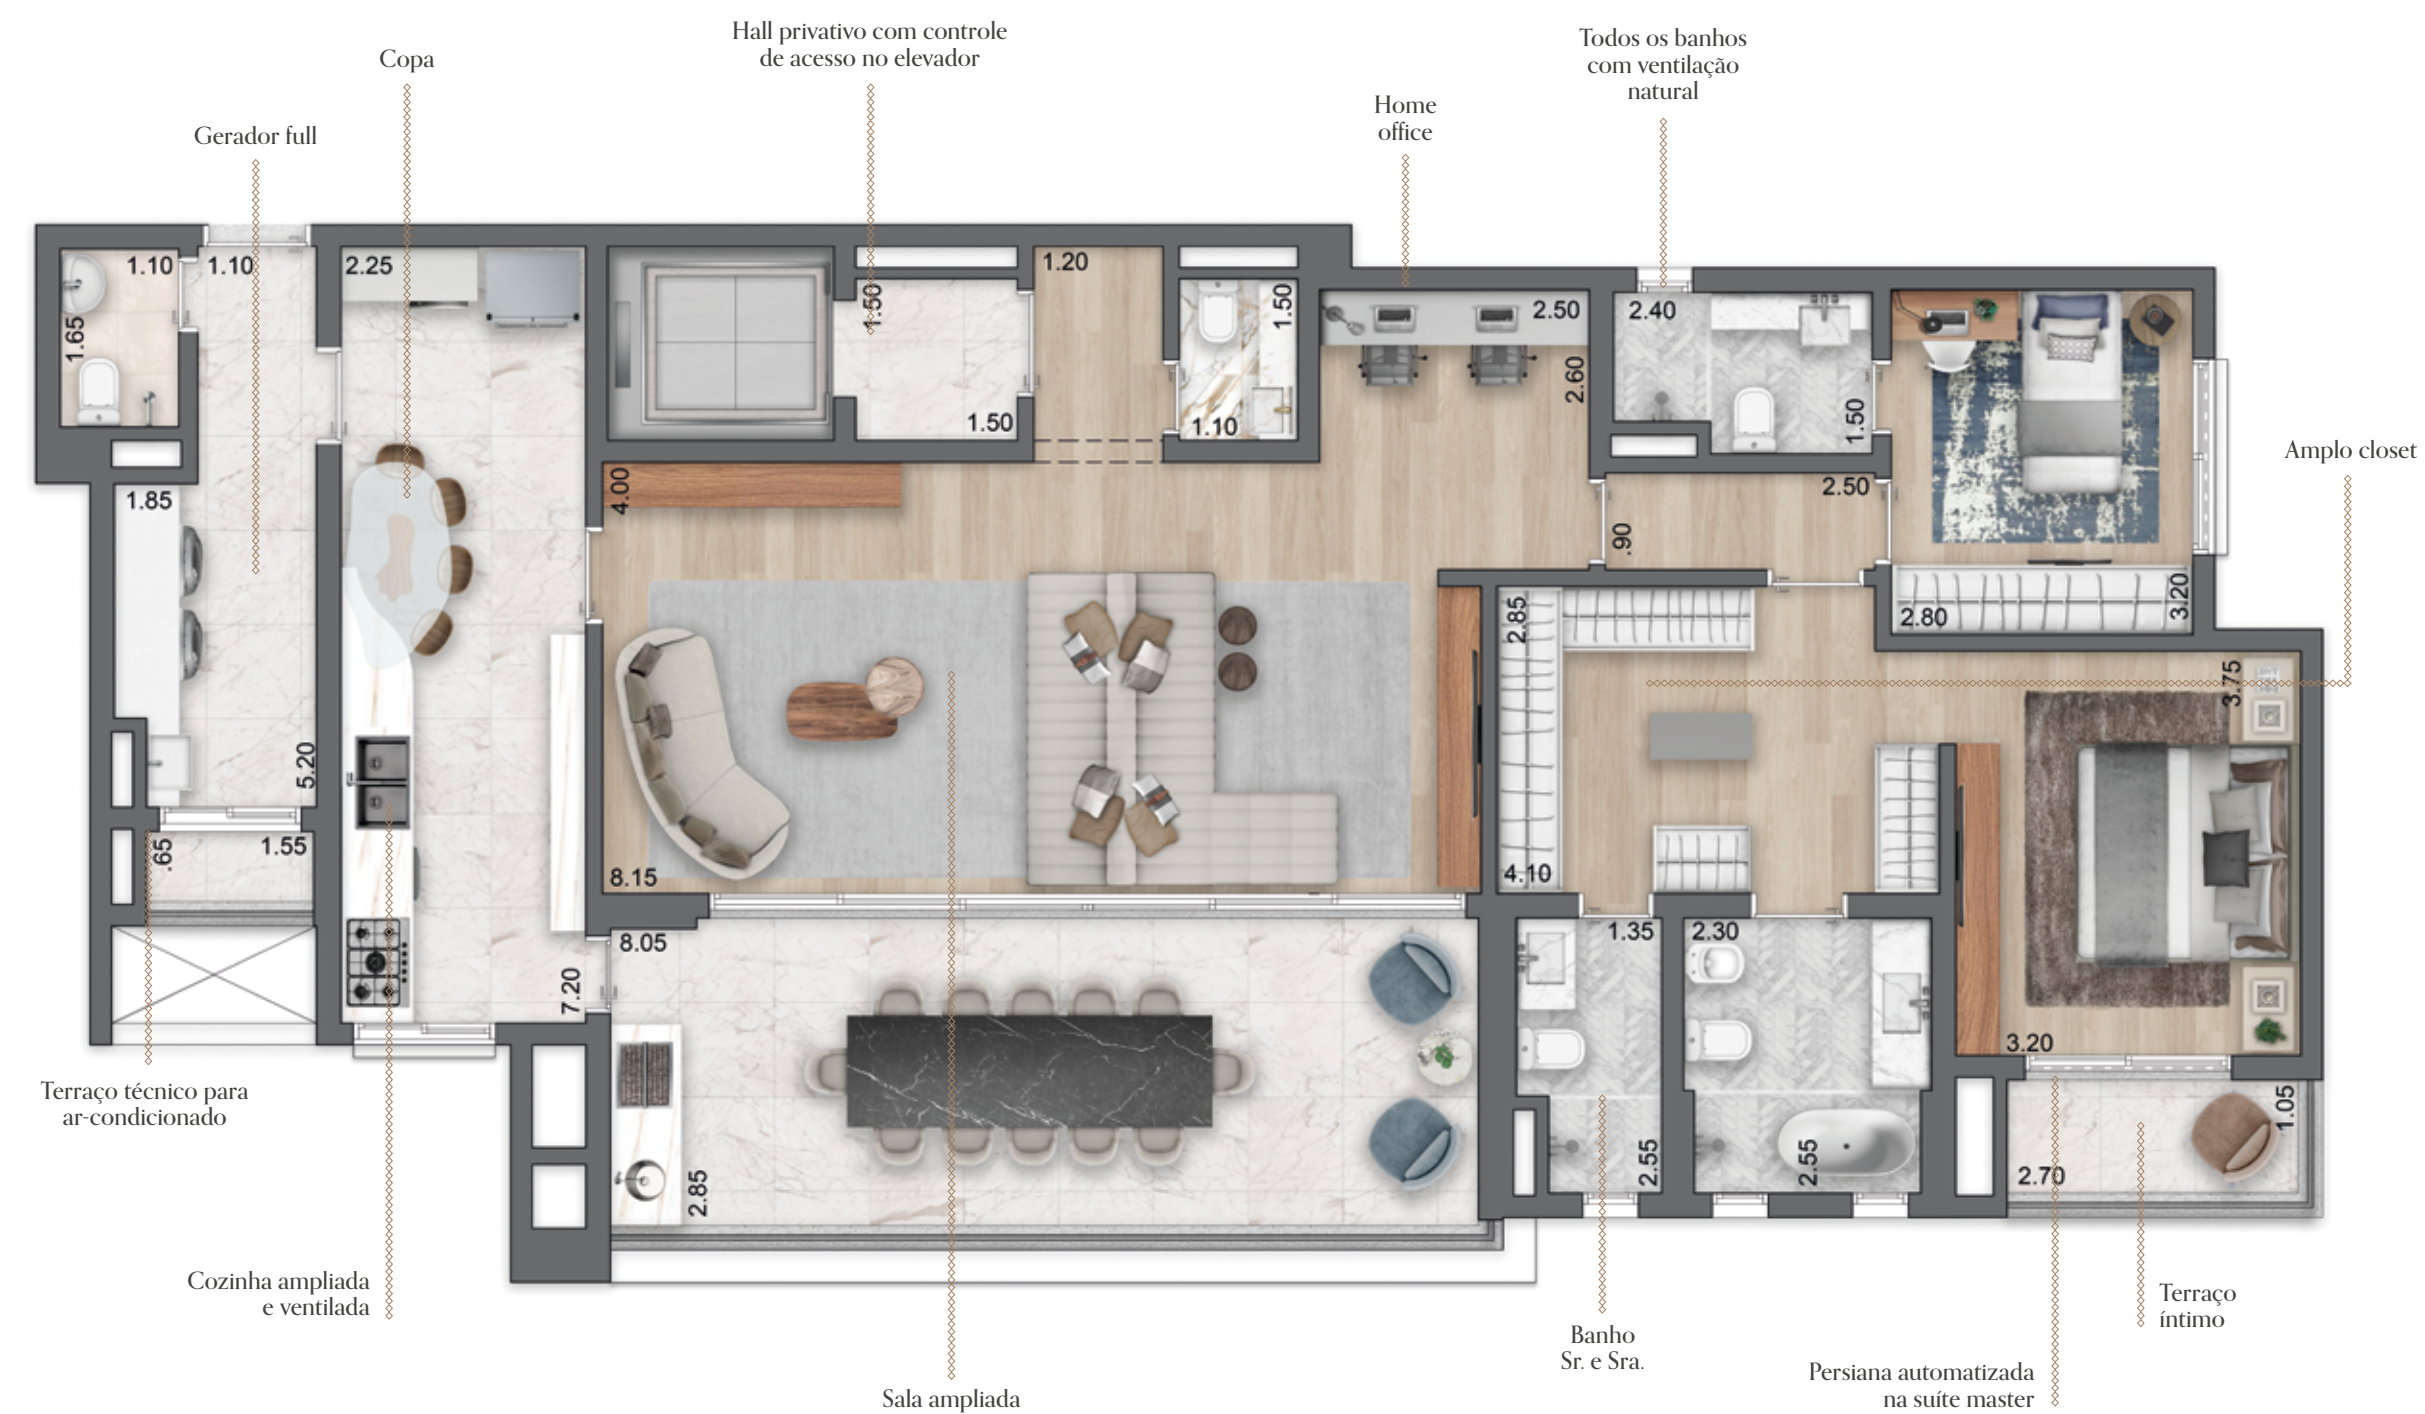 Hall privativo com controle
de acesso no elevador
Todos os banhos
com ventilação
natural
Copa
Home
office
Gerador full
1.10
1.10
2.25
1.65
1.20
1.50
1.50
1.50
1.10
2.50
2.60
2.40
1.50
Amplo closet
1.85
4.00
2.50
.90
2.85
2.80
3.20
3.75
5.20
.65
1.55
8.15
4.10
8.05
7.20
1.35
2.30
3.20
Terraço técnico para
ar-condicionado
2.85
2.55
2.55
2.70
1.05
Cozinha ampliada
e ventilada
Terraço
íntimo
Banho
Sr. e Sra.
Persiana automatizada
na suíte master
Sala ampliada